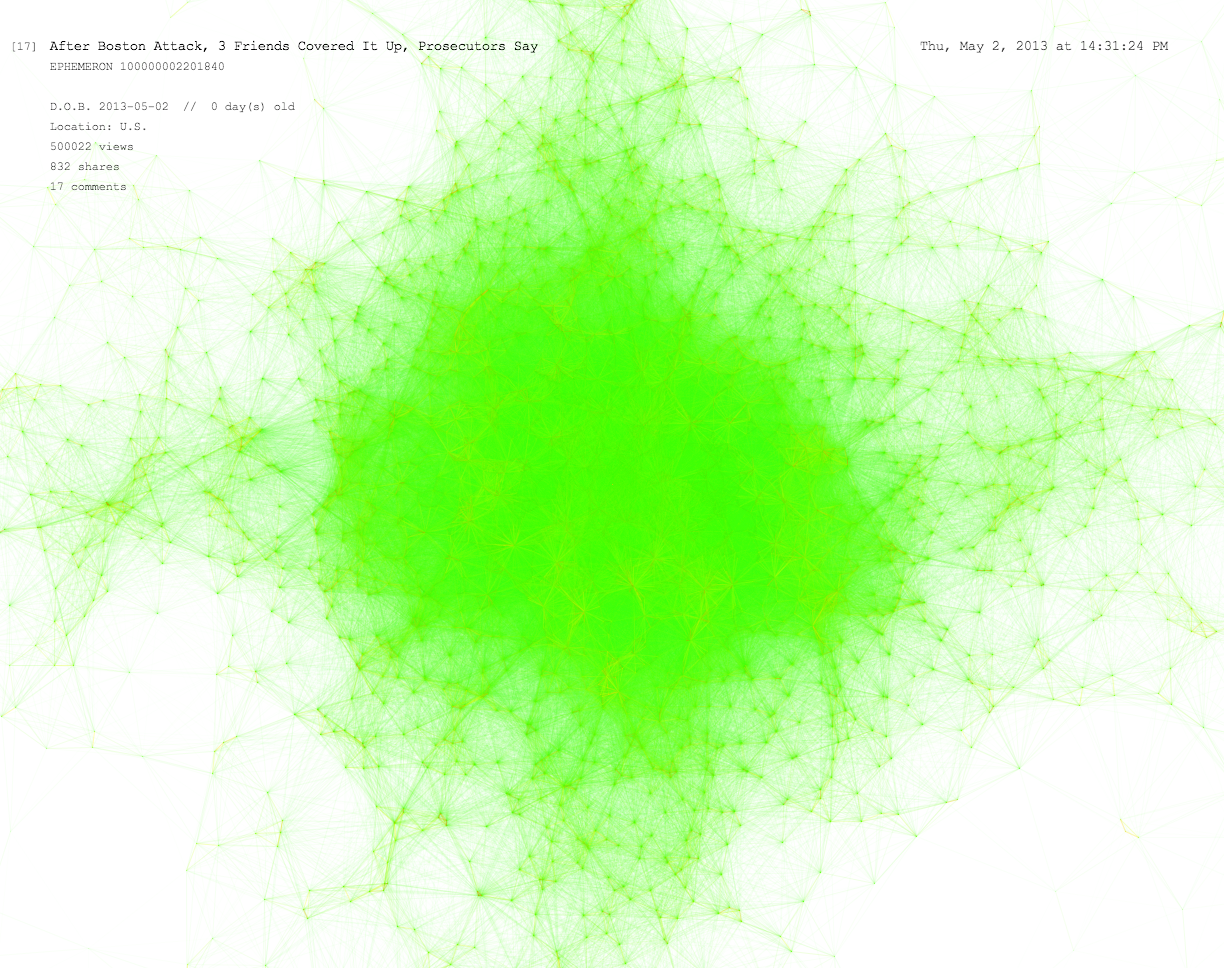 [17] After Boston Attack, 3 Friends Covered It Up, Prosecutors Say Thu, May 2, 2013 at 14:31:24 PM
EPHEMERON 100000002201840
D.O.B. 2013-05-02 // 0 day(s) old
Location: U.S.
500022 views
832 shares
17 comments